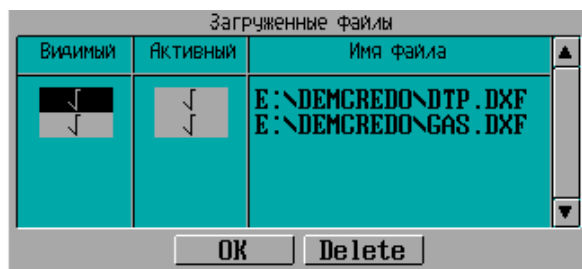 Загруженные файлы
Видимый Активный Имя файла
√ √ E:\DEMCREDO\DTP.DXF
√ √ E:\DEMCREDO\GAS.DXF
OK Delete